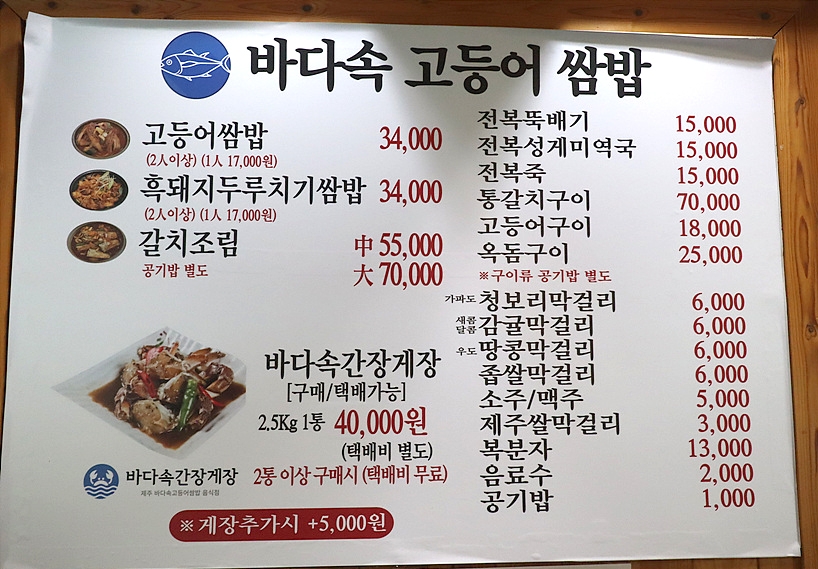 바다속 고등어 쌈밥
고등어쌈밥 34,000
(2人이상) (1人 17,000원)
흑돼지두루치기쌈밥 34,000
(2人이상) (1人 17,000원)
갈치조림 中 55,000
공기밥 별도 大 70,000
바다속간장게장
[구매/택배가능]
2.5Kg 1통 40,000원
(택배비 별도)
2통 이상 구매시 (택배비 무료)
바다속간장게장
제주 바다속고등어쌈밥 음식점
※ 게장추가시 +5,000원
전복뚝배기 15,000
전복성게미역국 15,000
전복죽 15,000
통갈치구이 70,000
고등어구이 18,000
옥돔구이 25,000
※구이류 공기밥 별도
가파도 청보리막걸리 6,000
새콤달콤 감귤막걸리 6,000
우도 땅콩막걸리 6,000
좁쌀막걸리 6,000
소주/맥주 5,000
제주쌀막걸리 3,000
복분자 13,000
음료수 2,000
공기밥 1,000